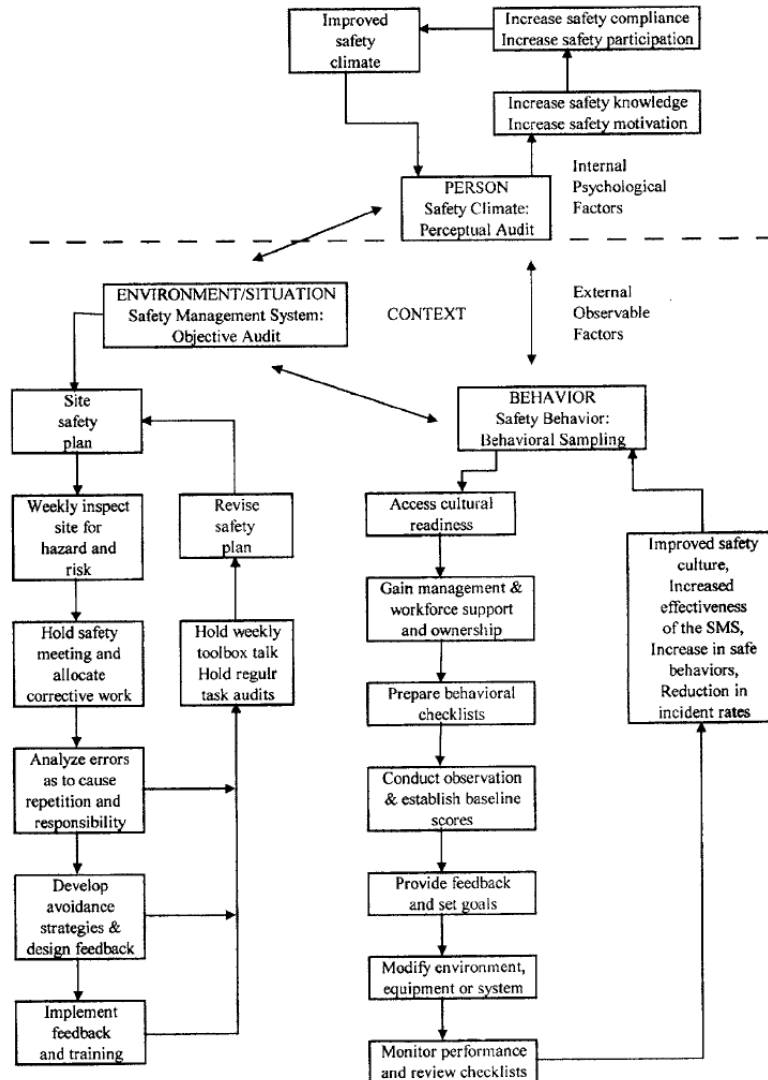 Improved
safety
climate
Increase safety compliance
Increase safety participation
Increase safety knowledge
Increase safety motivation
PERSON
Safety Climate:
Perceptual Audit
Internal
Psychological
Factors
ENVIRONMENT/SITUATION
Safety Management System:
Objective Audit
CONTEXT
External
Observable
Factors
BEHAVIOR
Safety Behavior:
Behavioral Sampling
Site
safety
plan
Weekly inspect
site for
hazard and
risk
Hold safety
meeting and
allocate
corrective work
Analyze errors
as to cause
repetition and
responsibility
Develop
avoidance
strategies &
design feedback
Implement
feedback
and training
Revise
safety
plan
Hold weekly
toolbox talk
Hold regulr
task audits
Access cultural
readiness
Gain management &
workforce support
and ownership
Prepare behavioral
checklists
Conduct observation
& establish baseline
scores
Provide feedback
and set goals
Modify environment,
equipment or system
Monitor performance
and review checklists
Improved safety
culture,
Increased
effectiveness
of the SMS,
Increase in safe
behaviors,
Reduction in
incident rates